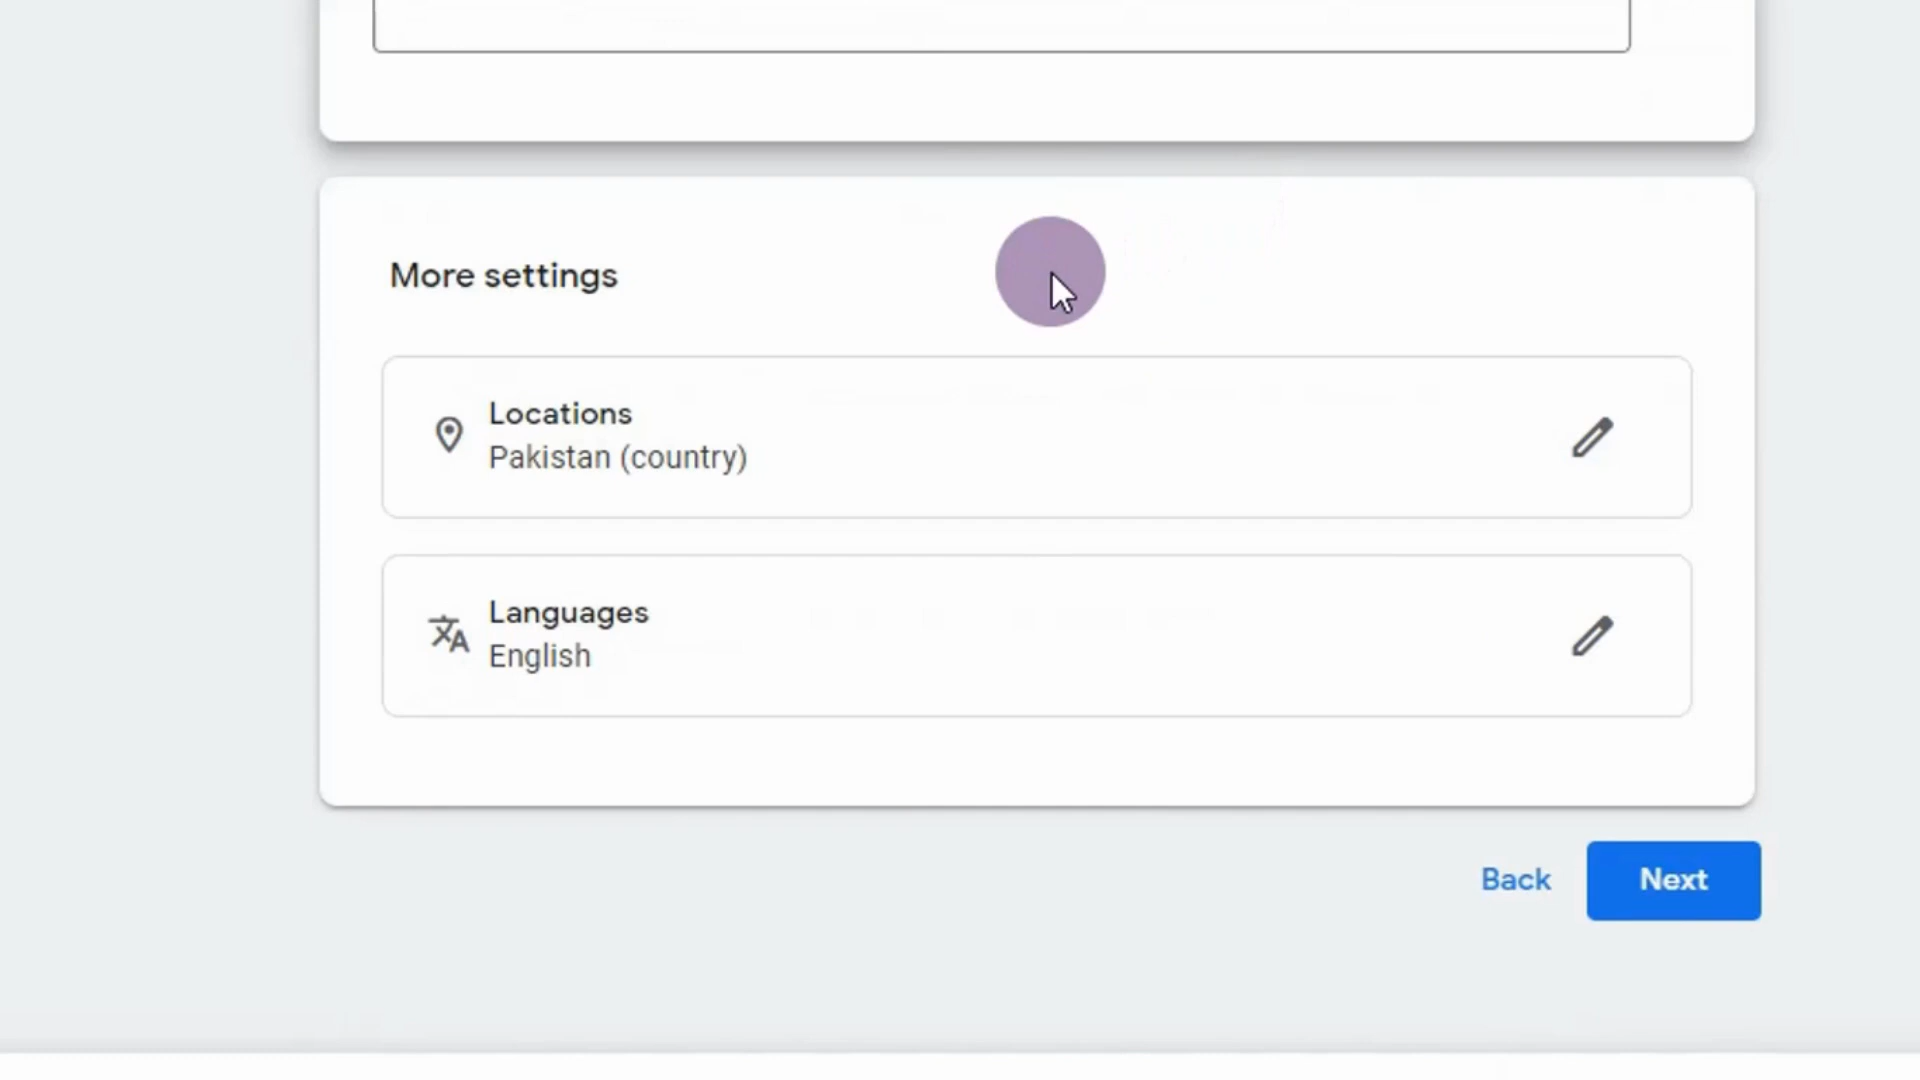 More settings
Locations
Pakistan (country)
Languages
English
Back
Next